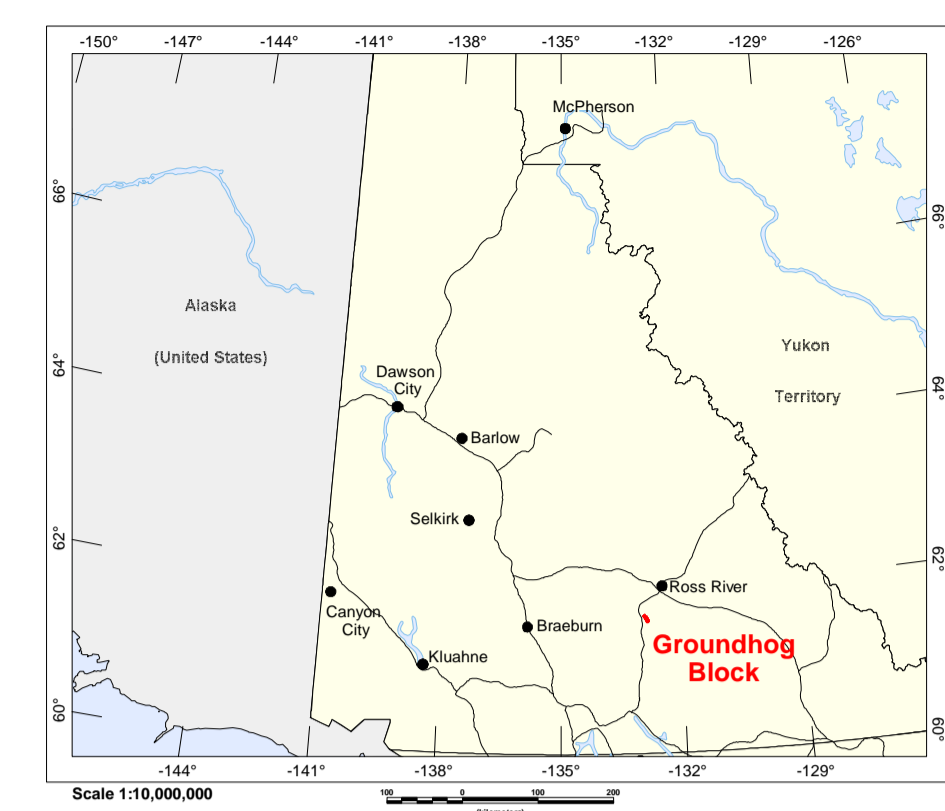 -150° -147° -144° -141° -138° -135° -132° -129° -126°
McPherson
66°
66°
Alaska
(United States)
Yukon
Territory
64°
64°
Dawson
City
Barlow
Selkirk
62°
62°
Ross River
Canyon
City
Braeburn
Groundhog
Block
Kluahne
60°
60°
-144° -141° -138° -135° -132° -129°
Scale 1:10,000,000
100 0 100 200